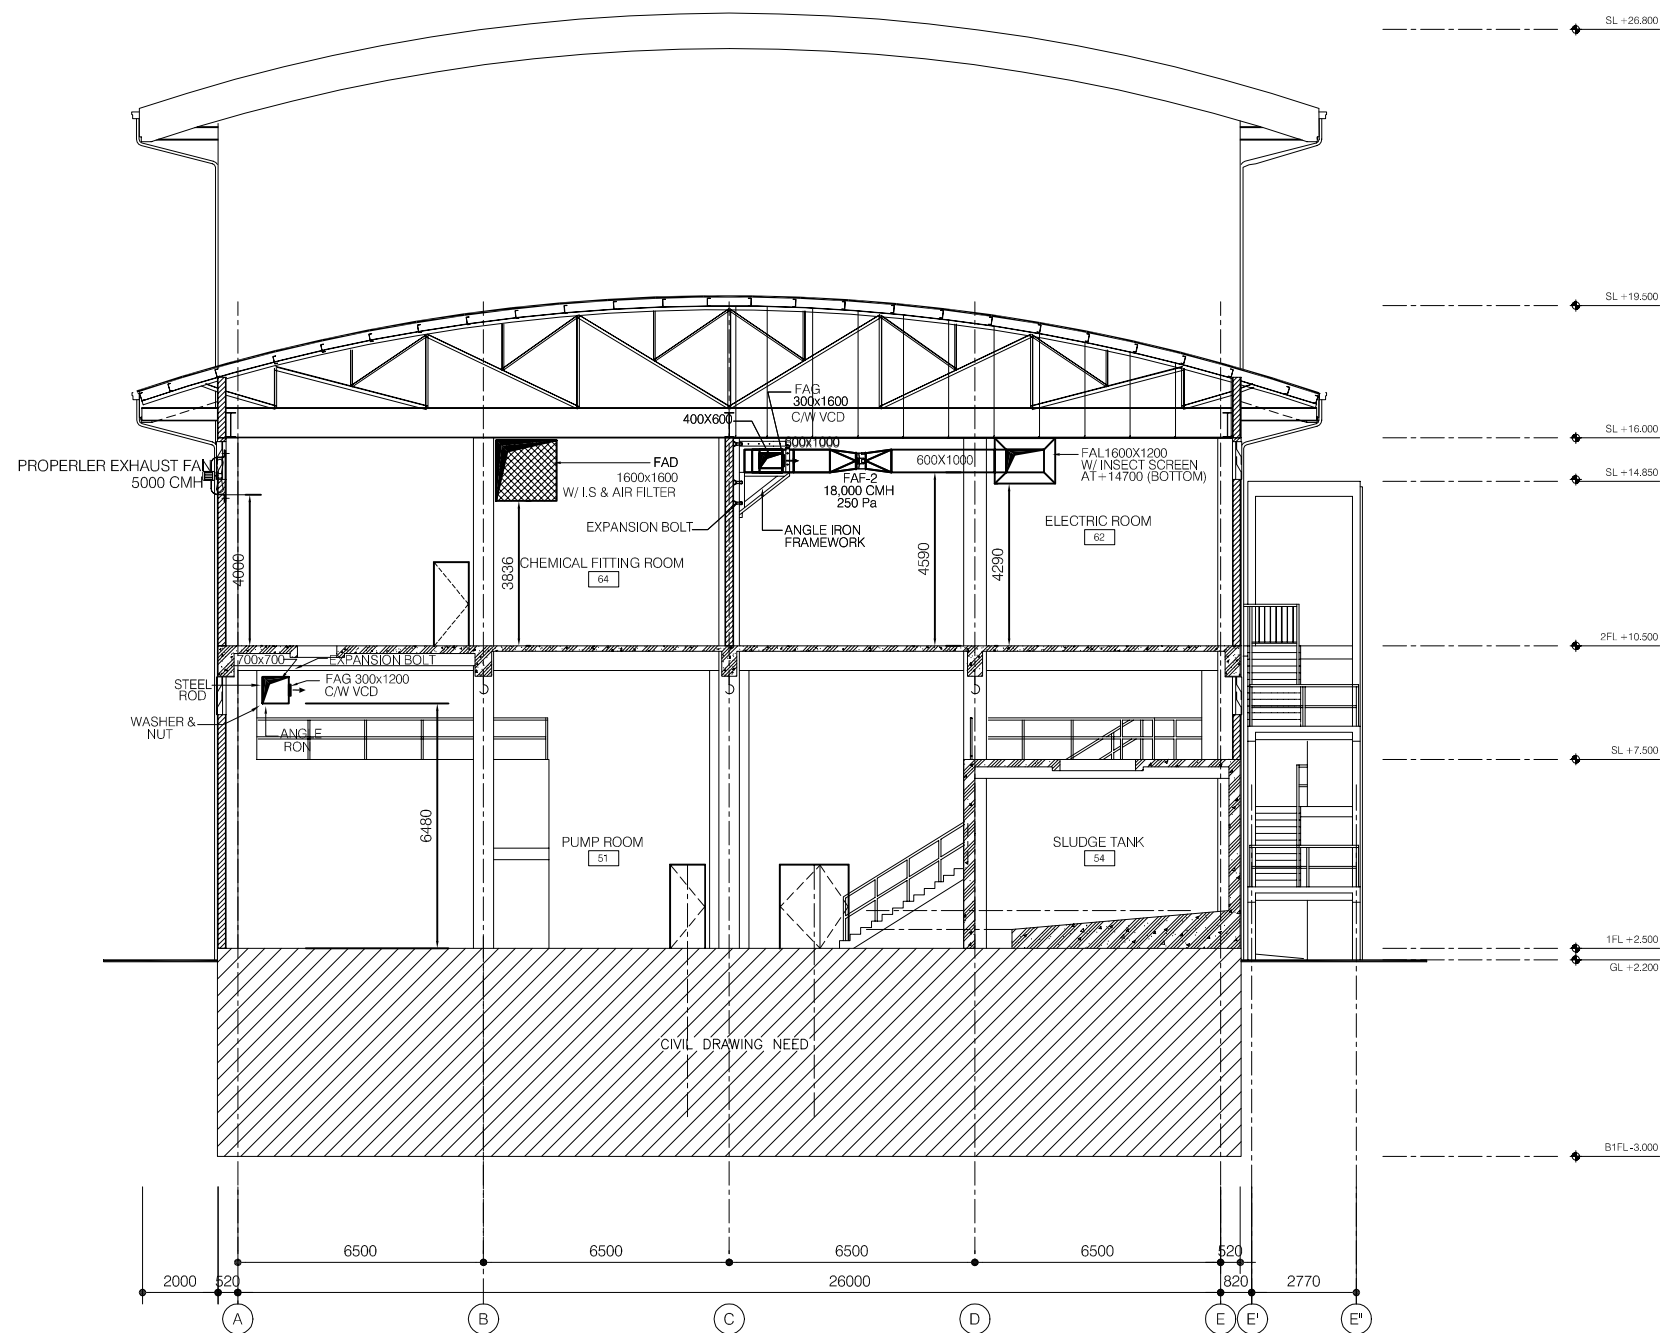 SL +26.800
SL +19.500
FAG
300x1600
C/W VCD
400X600
600x1000
SL +16.000
PROPERLER EXHAUST FAN
5000 CMH
FAD
1600x1600
W/ I.S & AIR FILTER
600X1000
FAF-2
18,000 CMH
250 Pa
FAL1600X1200
W/ INSECT SCREEN
AT+14700 (BOTTOM)
SL +14.850
EXPANSION BOLT
ANGLE IRON
FRAMEWORK
ELECTRIC ROOM
62
4000
3836
CHEMICAL FITTING ROOM
64
4590
4290
2FL +10.500
700x700
EXPANSION BOLT
STEEL
ROD
FAG 300x1200
C/W VCD
WASHER &
NUT
ANGLE
RON
SL +7.500
6480
PUMP ROOM
51
SLUDGE TANK
54
1FL +2.500
GL +2.200
CIVIL DRAWING NEED
B1FL-3.000
6500
6500
6500
6500
520
2000
520
26000
820
2770
A
B
C
D
E
E'
E"